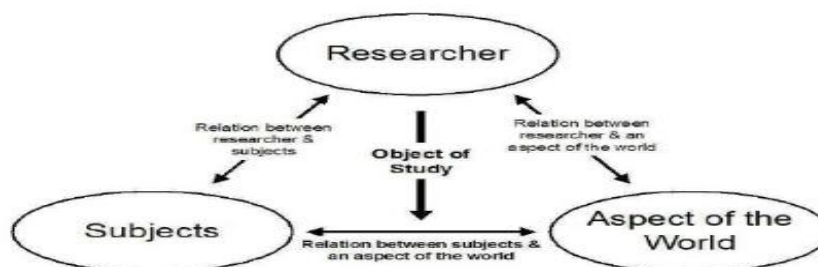 Researcher
Relation between
researcher &
subjects
Object of
Study
Relation between
researcher & an
aspect of the world
Subjects
Relation between subjects &
an aspect of the world
Aspect of the
World